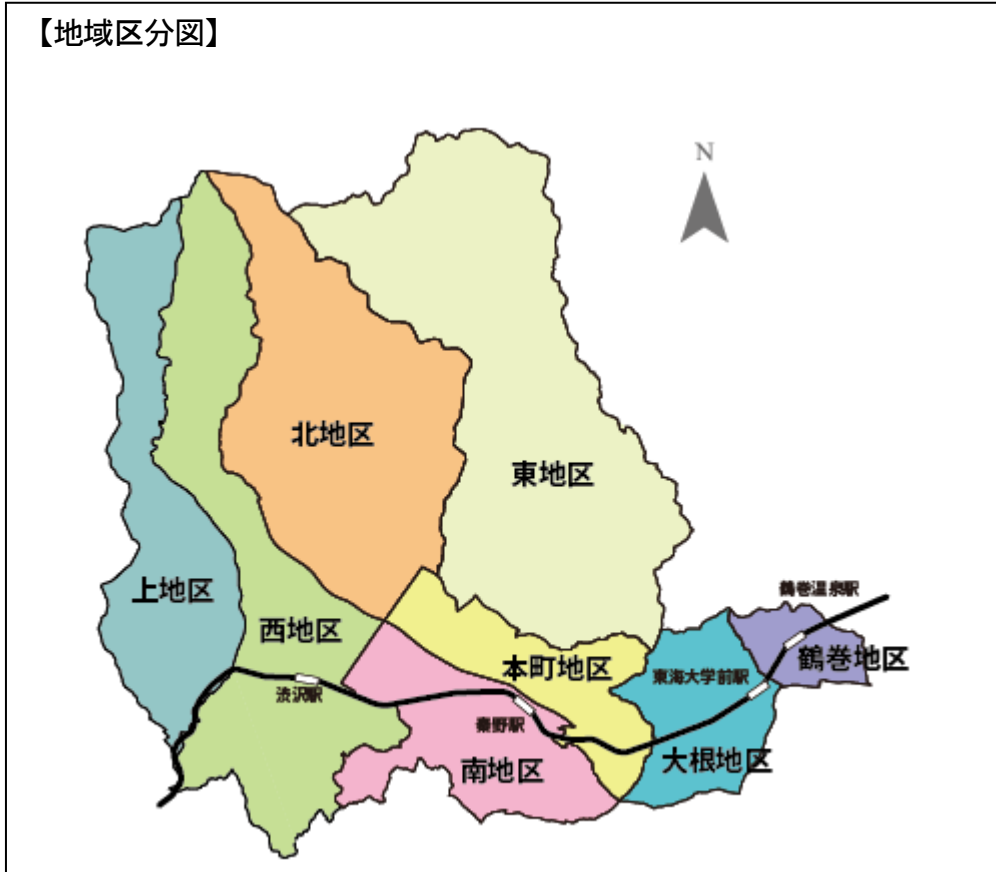 【地域区分図】
N
北地区
東地区
上地区
西地区
本町地区
鶴巻温泉駅
鶴巻地区
東海大学前駅
渋沢駅
秦野駅
南地区
大根地区